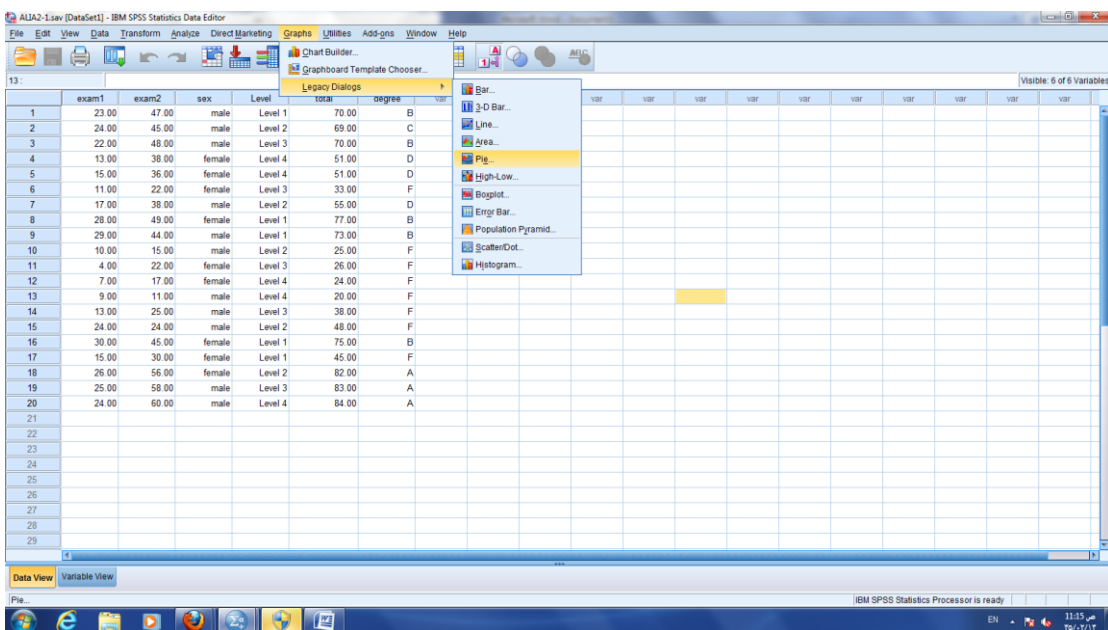 ALIA2-1.sav [DataSet1] - IBM SPSS Statistics Data Editor
File Edit View Data Transform Analyze Direct Marketing Graphs Utilities Add-ons Window Help
Chart Builder...
Graphboard Template Chooser...
Legacy Dialogs
Bar...
3-D Bar...
Line...
Area...
Pie...
High-Low...
Boxplot...
Error Bar...
Population Pyramid...
Scatter/Dot...
Histogram...
13 :
Visible: 6 of 6 Variables
exam1 exam2 sex Level total degree var var var var var var var var var var
1 23.00 47.00 male Level 1 70.00 B
2 24.00 45.00 male Level 2 69.00 C
3 22.00 48.00 male Level 3 70.00 B
4 13.00 38.00 female Level 4 51.00 D
5 15.00 36.00 female Level 4 51.00 D
6 11.00 22.00 female Level 3 33.00 F
7 17.00 38.00 male Level 2 55.00 D
8 28.00 49.00 female Level 1 77.00 B
9 29.00 44.00 male Level 1 73.00 B
10 10.00 15.00 male Level 2 25.00 F
11 4.00 22.00 female Level 3 26.00 F
12 7.00 17.00 female Level 4 24.00 F
13 9.00 11.00 male Level 4 20.00 F
14 13.00 25.00 male Level 3 38.00 F
15 24.00 24.00 male Level 2 48.00 F
16 30.00 45.00 female Level 1 75.00 B
17 15.00 30.00 female Level 1 45.00 F
18 26.00 56.00 female Level 2 82.00 A
19 25.00 58.00 male Level 3 83.00 A
20 24.00 60.00 male Level 4 84.00 A
21
22
23
24
25
26
27
28
29
Data View Variable View
Pie...
IBM SPSS Statistics Processor is ready
EN
11:15 ص